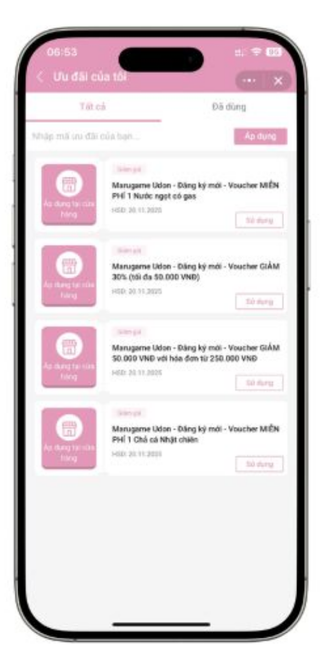 06:53
Ưu đãi của tôi
Tất cả
Đã dùng
Nhập mã ưu đãi của bạn...
Áp dụng
Áp dụng tại cửa hàng
Giảm giá
Marugame Udon - Đăng ký mới - Voucher MIỄN
PHÍ 1 Nước ngọt có gas
HSD: 20.11.2025
Sử dụng
Áp dụng tại cửa hàng
Giảm giá
Marugame Udon - Đăng ký mới - Voucher GIẢM
30% (tối đa 50.000 VNĐ)
HSD: 20.11.2025
Sử dụng
Áp dụng tại cửa hàng
Giảm giá
Marugame Udon - Đăng ký mới - Voucher GIẢM
50.000 VNĐ với hóa đơn từ 250.000 VNĐ
HSD: 20.11.2025
Sử dụng
Áp dụng tại cửa hàng
Giảm giá
Marugame Udon - Đăng ký mới - Voucher MIỄN
PHÍ 1 Chả cá Nhật chiên
HSD: 20.11.2025
Sử dụng